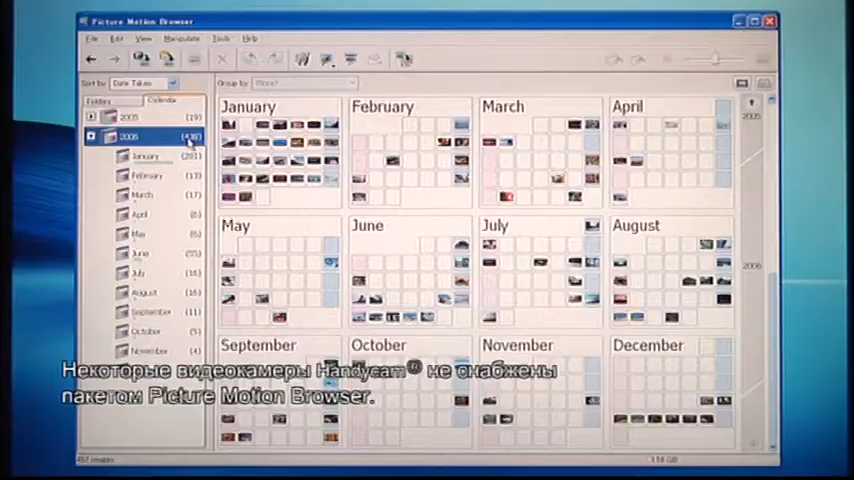 Picture Motion Browser
File Edit View Manipulate Tools Help
Sort by: Date Taken Group by: (None)
Folders Calendar
2005 (19)
2006 (438)
January (201)
February (13)
March (17)
April (6)
May (6)
June (55)
July (16)
August (16)
September (11)
October (5)
November (4)
January February March April
May June July August
September October November December
2005
2006
Некоторые видеокамеры Handycam® не снабжены
пакетом Picture Motion Browser.
457 images